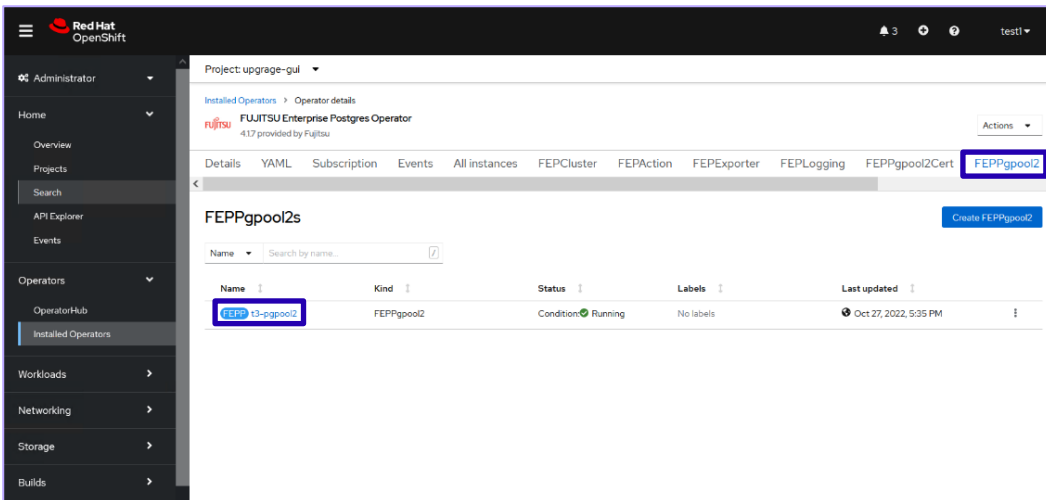 Red Hat
OpenShift
3
test1
Administrator
Home
Overview
Projects
Search
API Explorer
Events
Operators
OperatorHub
Installed Operators
Workloads
Networking
Storage
Builds
Project: upgrage-gui
Installed Operators > Operator details
FUJITSU
FUJITSU Enterprise Postgres Operator
4.1.7 provided by Fujitsu
Actions
Details YAML Subscription Events All instances FEPCluster FEPAction FEPExporter FEPLogging FEPPgpool2Cert FEPPgpool2
FEPPgpool2s
Create FEPPgpool2
Name Search by name... /
Name Kind Status Labels Last updated
FEPP t3-pgpool2 FEPPgpool2 Condition: Running No labels Oct 27, 2022, 5:35 PM